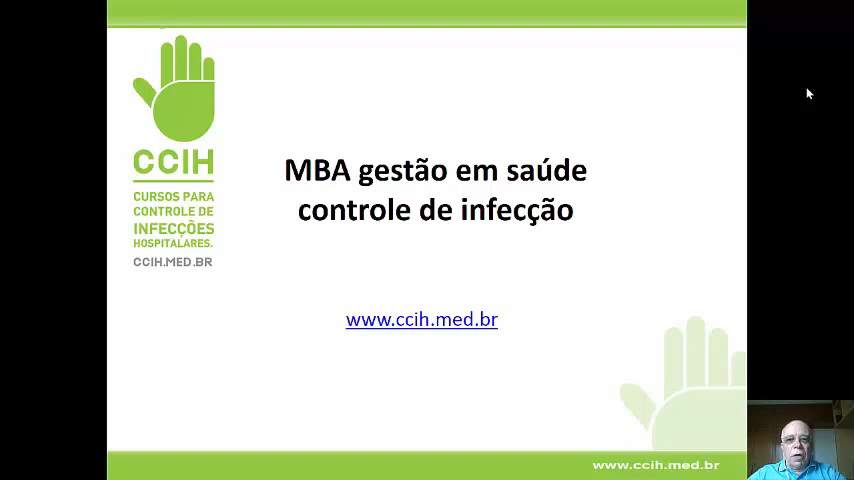 CCIH
CURSOS PARA
CONTROLE DE
INFECÇÕES
HOSPITALARES.
CCIH.MED.BR
MBA gestão em saúde
controle de infecção
www.ccih.med.br
www.ccih.med.br